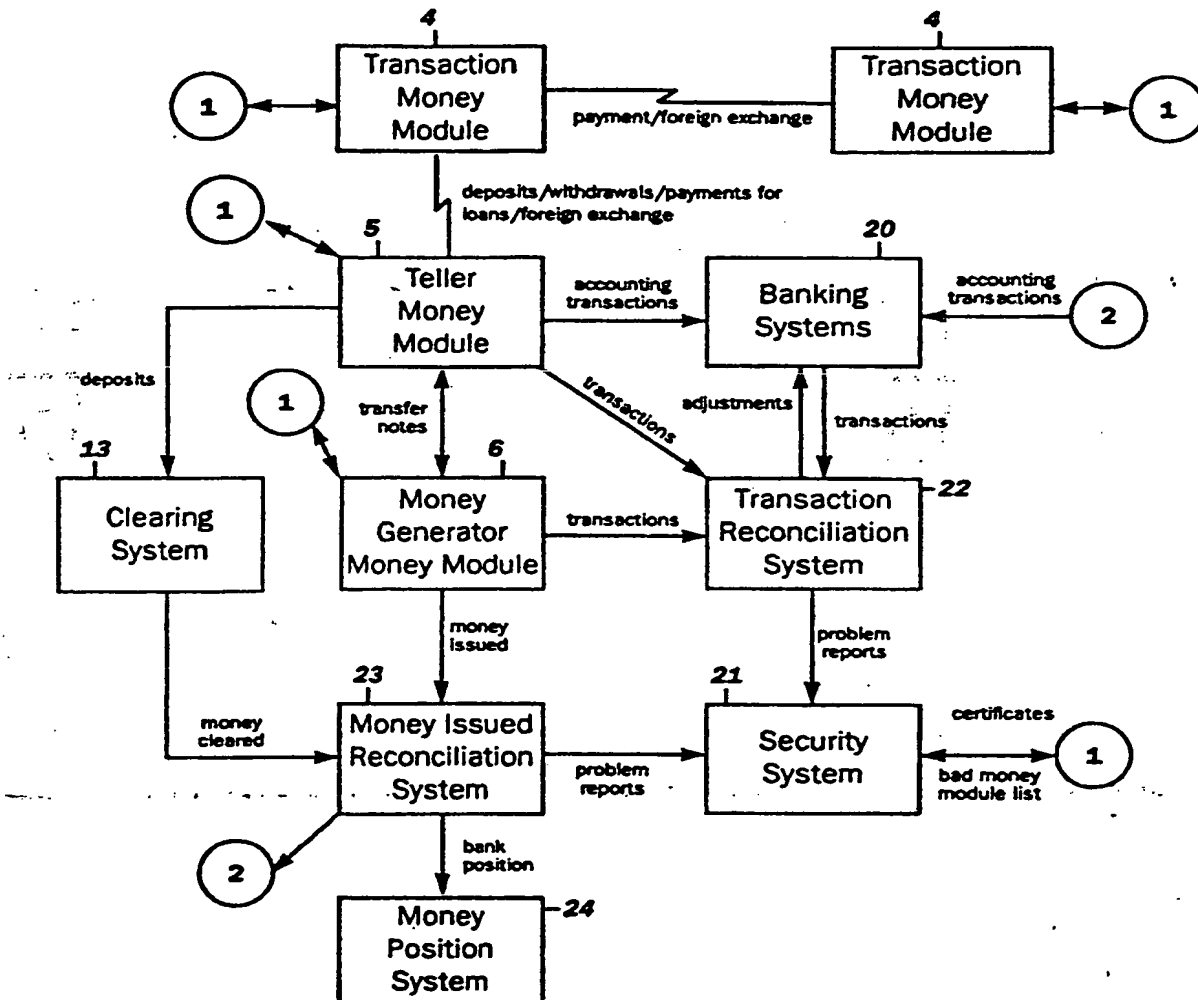 4
4
Transaction
Money
Module
Transaction
Money
Module
1
1
payment/foreign exchange
deposits/withdrawals/payments for
loans/foreign exchange
1
5
20
Teller
Money
Module
accounting
transactions
Banking
Systems
accounting
transactions
2
deposits
1
transfer
notes
transactions
adjustments
transactions
13
6
Clearing
System
Money
Generator
Money Module
transactions
Transaction
Reconciliation
System
22
money
issued
problem
reports
23
21
money
cleared
Money Issued
Reconciliation
System
problem
reports
Security
System
certificates
1
bad money
module list
2
bank
position
Money
Position
System
24